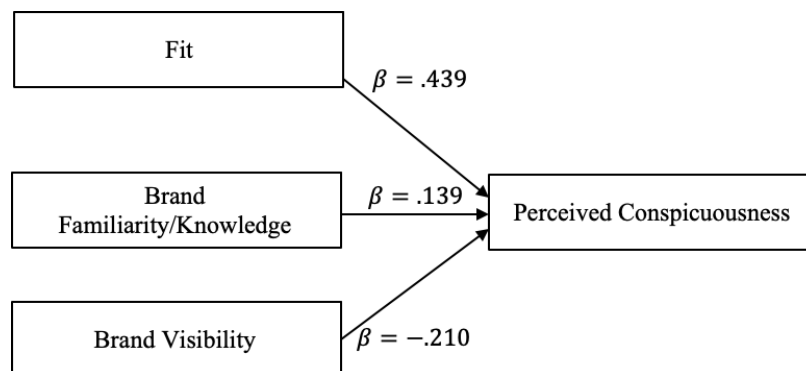 Fit
β = .439
Brand
Familiarity/Knowledge
β = .139
Perceived Conspicuousness
Brand Visibility
β = −.210